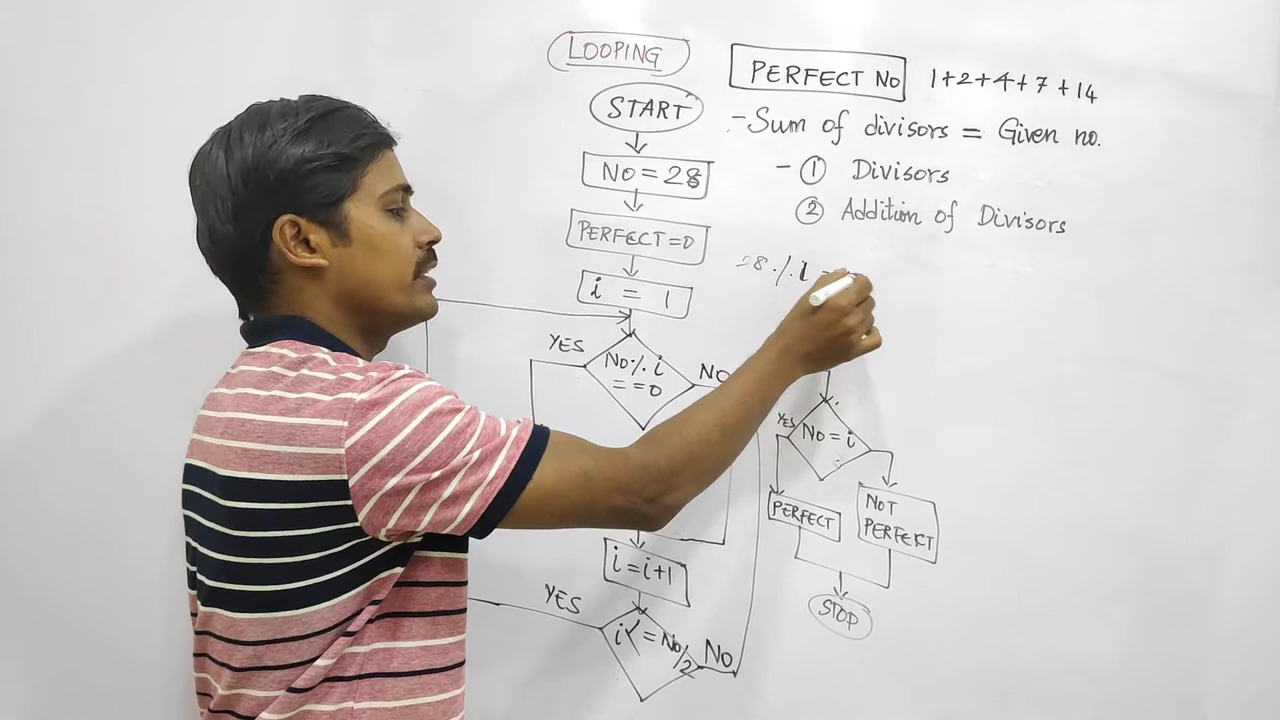 LOOPING
START
NO = 28
PERFECT=0
i = 1
YES
NO % i
= = 0
NO
i = i+1
YES
i < = No/2
No
PERFECT NO 1+2+4+7+14
- Sum of divisors = Given no.
- ① Divisors
② Addition of Divisors
28 % 1
YES
NO = i
PERFECT
NOT
PERFECT
STOP